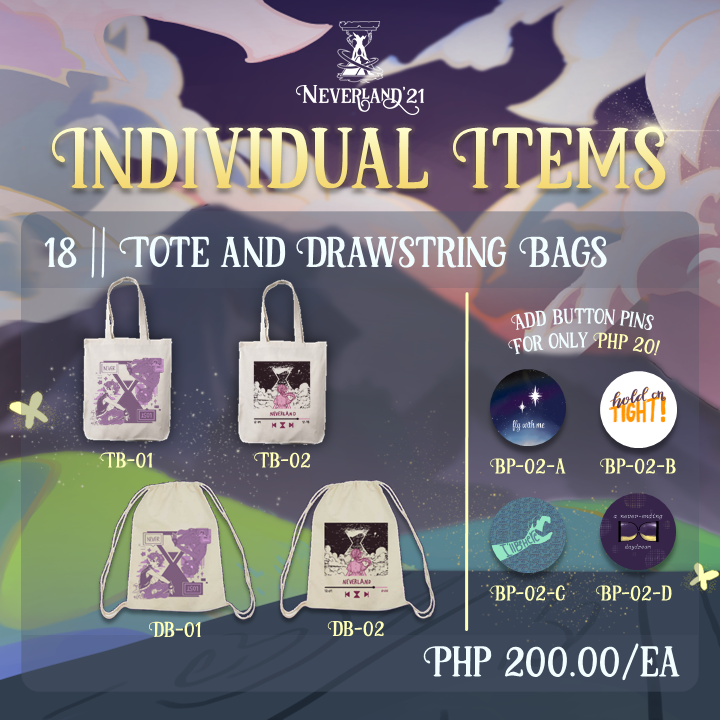 NEVERLAND'21
INDIVIDUAL ITEMS
18 || TOTE AND DRAWSTRING BAGS
ADD BUTTON PINS
FOR ONLY PHP 20!
NEVER
NEVERLAND
TB-01
TB-02
fly with me
hold on
TIGHT!
BP-02-A
BP-02-B
NEVER
NEVERLAND
DB-01
DB-02
a never-ending
daydream
BP-02-C
BP-02-D
PHP 200.00/EA